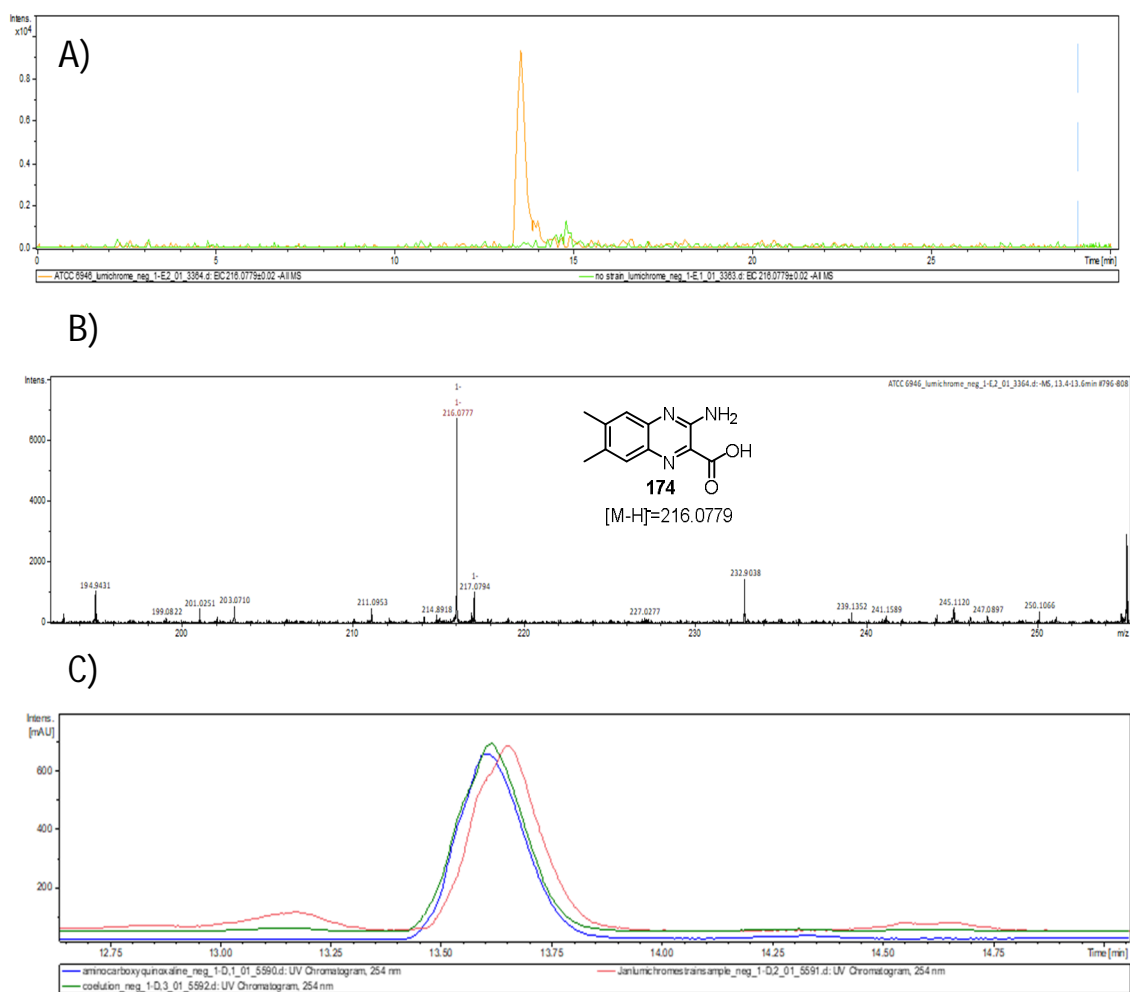 A)
Intens.
x10⁴
0.8
0.6
0.4
0.2
0.0
0 5 10 15 20 25 Time [min]
ATCC 6946_lumichrome_neg_1-E,2_01_3364.d: EIC 216.0779±0.02 -All MS
no strain_lumichrome_neg_1-E,1_01_3363.d: EIC 216.0779±0.02 -All MS
B)
Intens.
ATCC 6946_lumichrome_neg_1-E,2_01_3364.d: -MS, 13.4-13.6min #796-808
6000
4000
2000
0
1-
1-
216.0777
N NH₂
OH
N
O
174
[M-H]⁻=216.0779
194.9431
199.0822
201.0251
203.0710
211.0953
214.8918
1-
217.0794
227.0277
232.9038
239.1352
241.1589
245.1120
247.0897
250.1066
200 210 220 230 240 250 m/z
C)
Intens.
[mAU]
600
400
200
12.75 13.00 13.25 13.50 13.75 14.00 14.25 14.50 14.75 Time [min]
aminocarboxyquinoxaline_neg_1-D,1_01_5590.d: UV Chromatogram, 254 nm
Janlumichromestrainsample_neg_1-D,2_01_5591.d: UV Chromatogram, 254 nm
coelution_neg_1-D,3_01_5592.d: UV Chromatogram, 254 nm